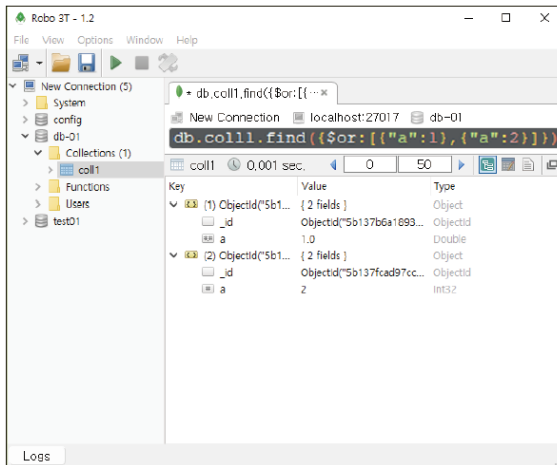 Robo 3T - 1.2
File View Options Window Help
New Connection (5)
System
config
db-01
Collections (1)
coll1
Functions
Users
test01
* db.coll1.find({$or:[{ ···
New Connection localhost:27017 db-01
db.coll1.find({$or:[{"a":1},{"a":2}]})
coll1 0.001 sec. 0 50
Key Value Type
(1) ObjectId("5b1... { 2 fields } Object
_id ObjectId("5b137b6a1893... ObjectId
a 1.0 Double
(2) ObjectId("5b1... { 2 fields } Object
_id ObjectId("5b137fcad97cc... ObjectId
a 2 Int32
Logs